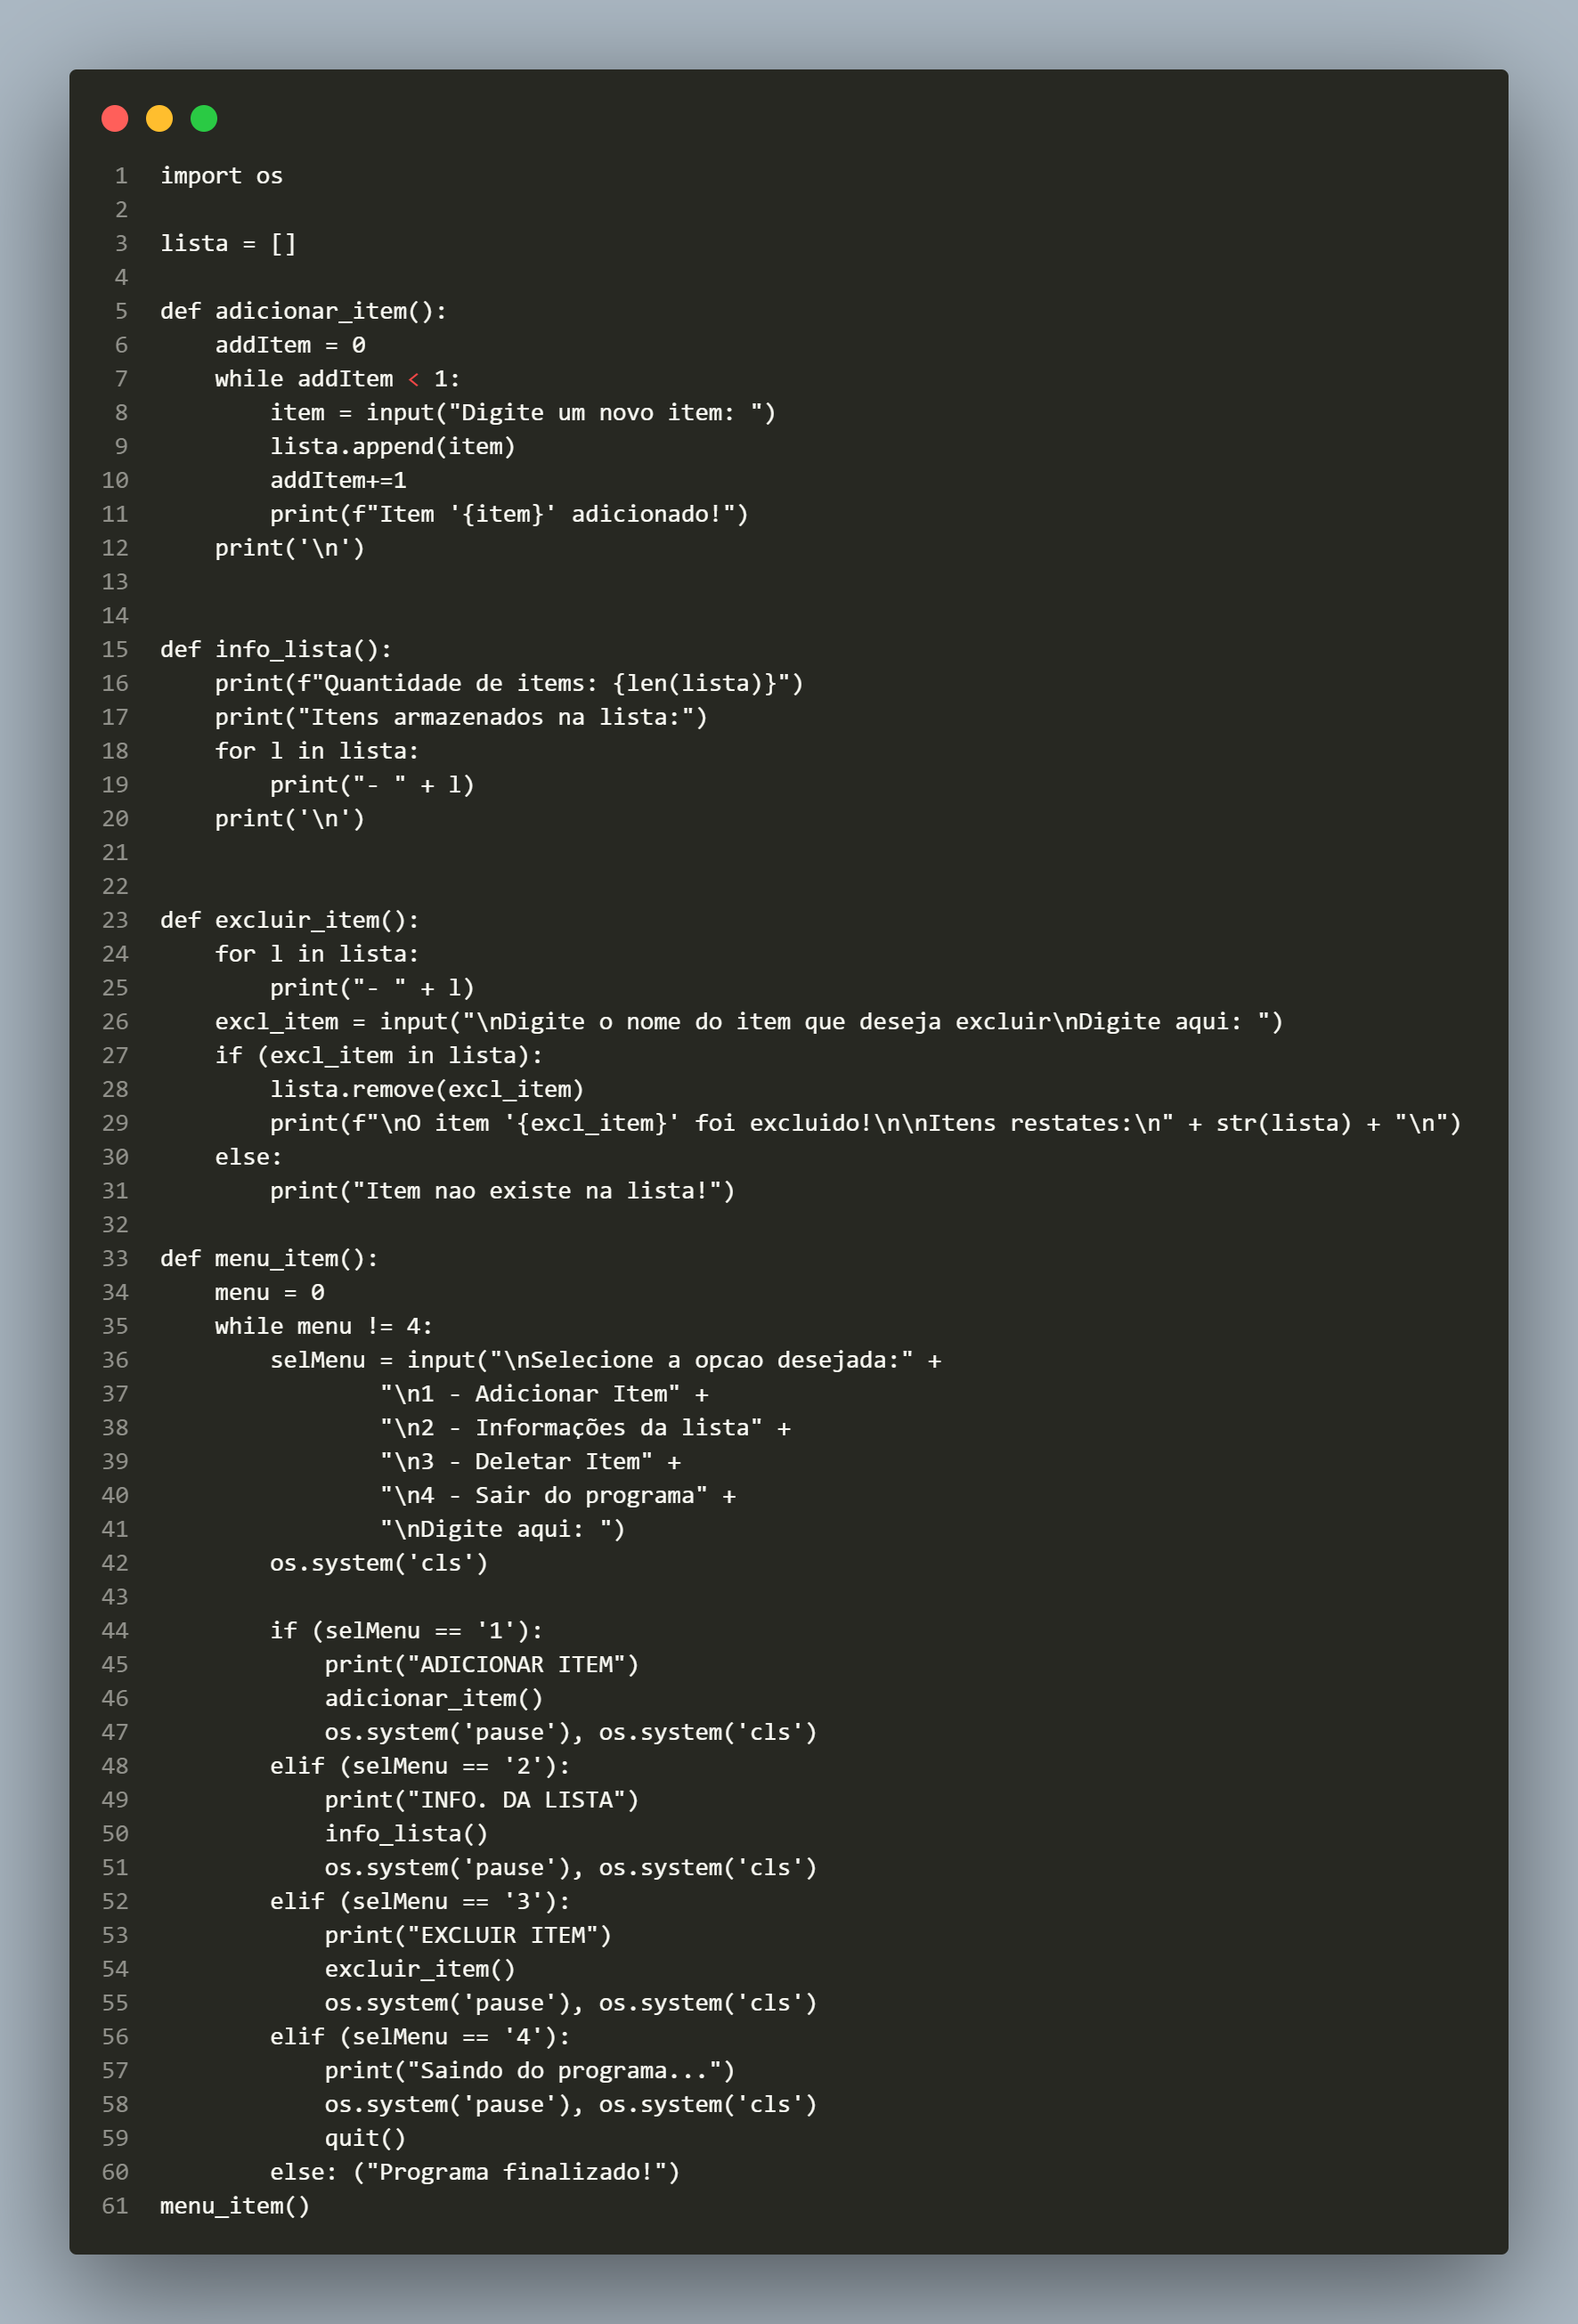 1 import os
2
3 lista = []
4
5 def adicionar_item():
6     addItem = 0
7     while addItem < 1:
8         item = input("Digite um novo item: ")
9         lista.append(item)
10         addItem+=1
11         print(f"Item '{item}' adicionado!")
12     print('\n')
13
14
15 def info_lista():
16     print(f"Quantidade de items: {len(lista)}")
17     print("Itens armazenados na lista:")
18     for l in lista:
19         print("- " + l)
20     print('\n')
21
22
23 def excluir_item():
24     for l in lista:
25         print("- " + l)
26     excl_item = input("\nDigite o nome do item que deseja excluir\nDigite aqui: ")
27     if (excl_item in lista):
28         lista.remove(excl_item)
29         print(f"\nO item '{excl_item}' foi excluido!\n\nItens restates:\n" + str(lista) + "\n")
30     else:
31         print("Item nao existe na lista!")
32
33 def menu_item():
34     menu = 0
35     while menu != 4:
36         selMenu = input("\nSelecione a opcao desejada:" +
37                 "\n1 - Adicionar Item" +
38                 "\n2 - Informações da lista" +
39                 "\n3 - Deletar Item" +
40                 "\n4 - Sair do programa" +
41                 "\nDigite aqui: ")
42         os.system('cls')
43
44         if (selMenu == '1'):
45             print("ADICIONAR ITEM")
46             adicionar_item()
47             os.system('pause'), os.system('cls')
48         elif (selMenu == '2'):
49             print("INFO. DA LISTA")
50             info_lista()
51             os.system('pause'), os.system('cls')
52         elif (selMenu == '3'):
53             print("EXCLUIR ITEM")
54             excluir_item()
55             os.system('pause'), os.system('cls')
56         elif (selMenu == '4'):
57             print("Saindo do programa...")
58             os.system('pause'), os.system('cls')
59             quit()
60         else: ("Programa finalizado!")
61 menu_item()